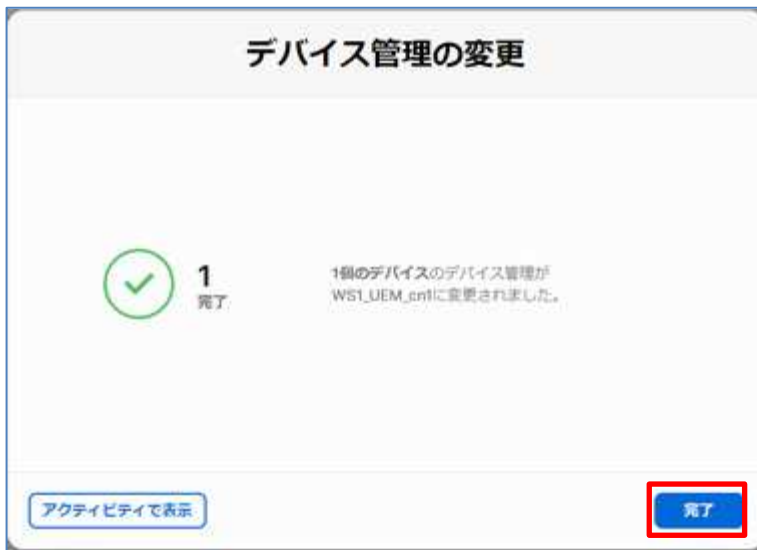 デバイス管理の変更
1
完了
1個のデバイスのデバイス管理が
WS1_UEM_cn1に変更されました。
アクティビティで表示
完了